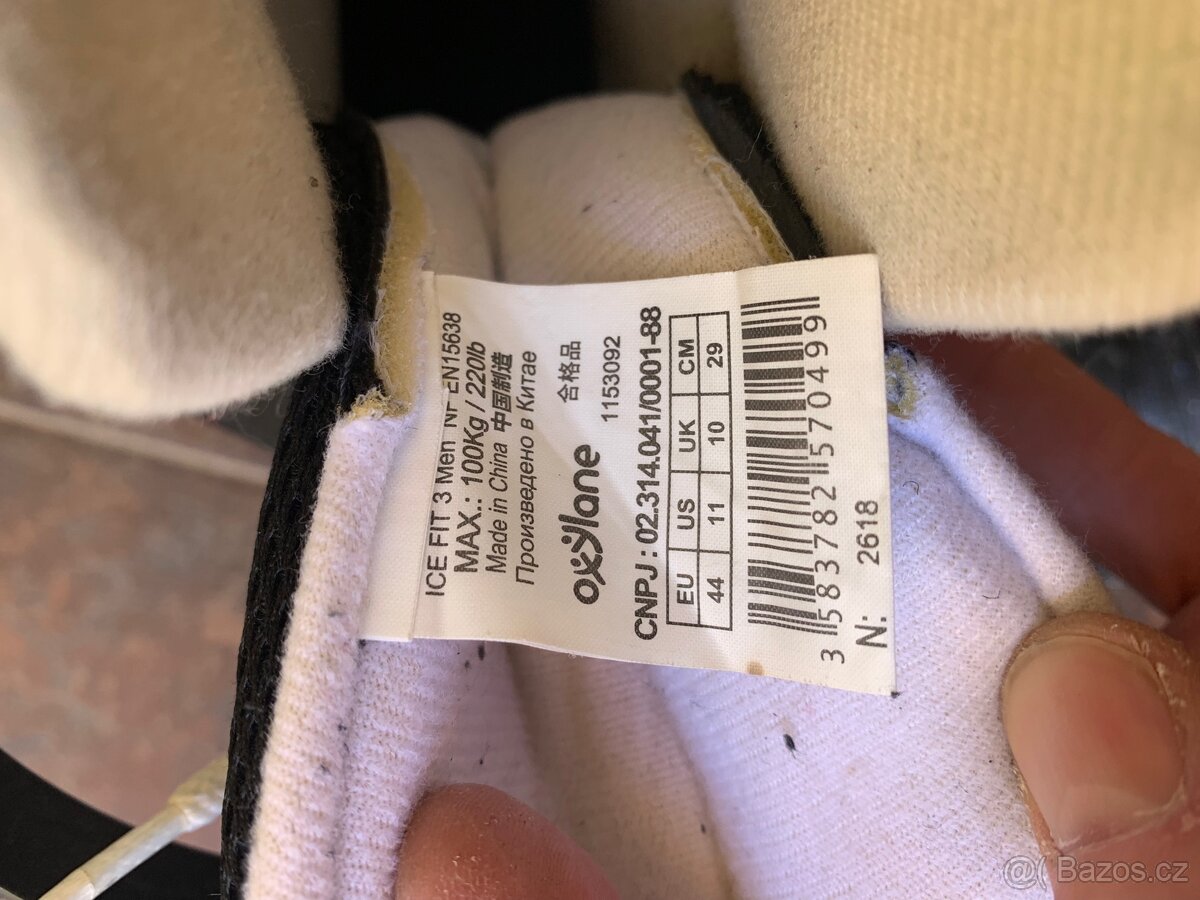 ICE FIT 3 Men NF EN15638
MAX.: 100Kg / 220lb
Made in China 中国制造
Произведено в Китае
oxylane 合格品
1153092
CNPJ : 02.314.041/0001-88
EU US UK CM
44 11 10 29
3 583782 570499
N: 2618
@( Bazos.cz